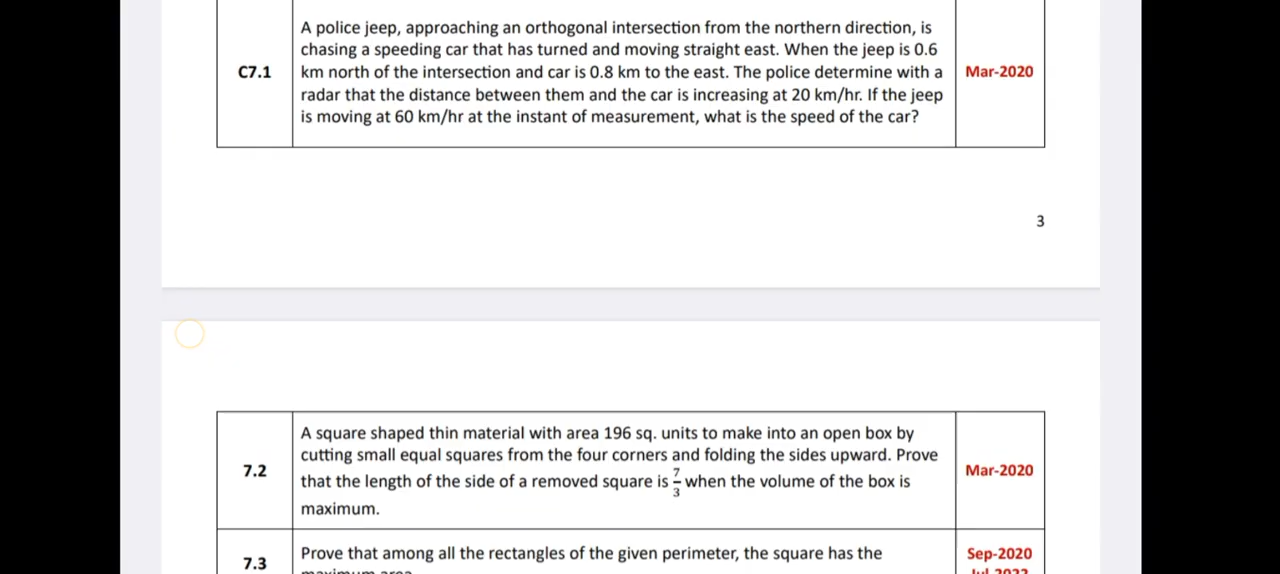 A police jeep, approaching an orthogonal intersection from the northern direction, is
chasing a speeding car that has turned and moving straight east. When the jeep is 0.6
C7.1 km north of the intersection and car is 0.8 km to the east. The police determine with a Mar-2020
radar that the distance between them and the car is increasing at 20 km/hr. If the jeep
is moving at 60 km/hr at the instant of measurement, what is the speed of the car?
3
A square shaped thin material with area 196 sq. units to make into an open box by
cutting small equal squares from the four corners and folding the sides upward. Prove
7.2 that the length of the side of a removed square is 7/3 when the volume of the box is Mar-2020
maximum.
7.3 Prove that among all the rectangles of the given perimeter, the square has the Sep-2020